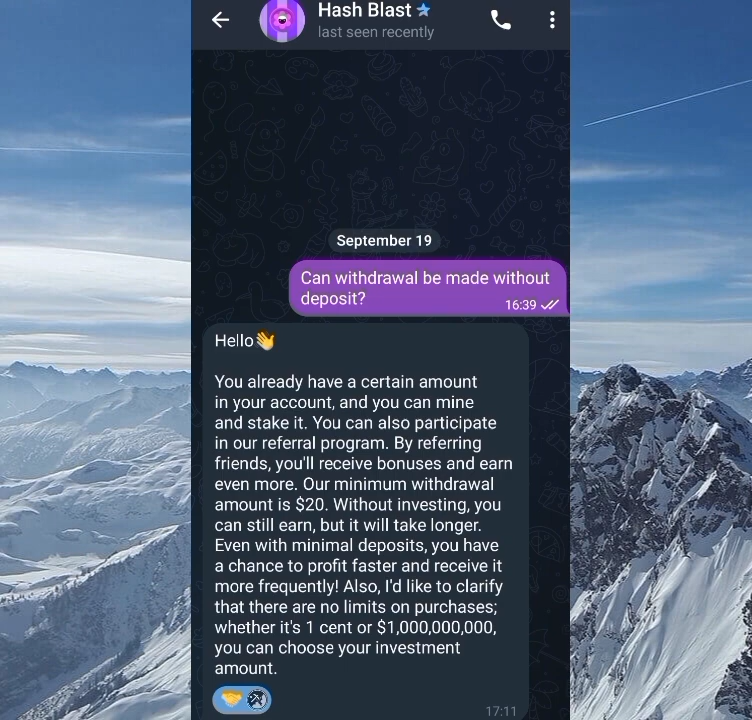 Hash Blast
last seen recently
September 19
Can withdrawal be made without
deposit?
16:39
Hello👋
You already have a certain amount
in your account, and you can mine
and stake it. You can also participate
in our referral program. By referring
friends, you'll receive bonuses and earn
even more. Our minimum withdrawal
amount is $20. Without investing, you
can still earn, but it will take longer.
Even with minimal deposits, you have
a chance to profit faster and receive it
more frequently! Also, I'd like to clarify
that there are no limits on purchases;
whether it's 1 cent or $1,000,000,000,
you can choose your investment
amount.
17:11